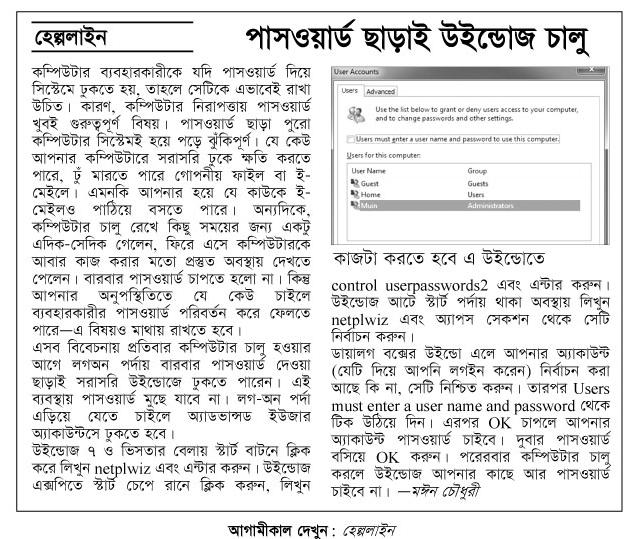 হেল্পলাইন
পাসওয়ার্ড ছাড়াই উইন্ডোজ চালু
কম্পিউটার ব্যবহারকারীকে যদি পাসওয়ার্ড দিয়ে
সিস্টেমে ঢুকতে হয়, তাহলে সেটিকে এভাবেই রাখা
উচিত। কারণ, কম্পিউটার নিরাপত্তায় পাসওয়ার্ড
খুবই গুরুত্বপূর্ণ বিষয়। পাসওয়ার্ড ছাড়া পুরো
কম্পিউটার সিস্টেমই হয়ে পড়ে ঝুঁকিপূর্ণ। যে কেউ
আপনার কম্পিউটারে সরাসরি ঢুকে ক্ষতি করতে
পারে, ঢুঁ মারতে পারে গোপনীয় ফাইল বা ই-
মেইলে। এমনকি আপনার হয়ে যে কাউকে ই-
মেইলও পাঠিয়ে বসতে পারে। অন্যদিকে,
কম্পিউটার চালু রেখে কিছু সময়ের জন্য একটু
এদিক-সেদিক গেলেন, ফিরে এসে কম্পিউটারকে
আবার কাজ করার মতো প্রস্তুত অবস্থায় দেখতে
পেলেন। বারবার পাসওয়ার্ড চাপতে হলো না। কিন্তু
আপনার অনুপস্থিতিতে যে কেউ চাইলে
ব্যবহারকারীর পাসওয়ার্ড পরিবর্তন করে ফেলতে
পারে—এ বিষয়ও মাথায় রাখতে হবে।
এসব বিবেচনায় প্রতিবার কম্পিউটার চালু হওয়ার
আগে লগঅন পর্দায় বারবার পাসওয়ার্ড দেওয়া
ছাড়াই সরাসরি উইন্ডোজে ঢুকতে পারেন। এই
ব্যবস্থায় পাসওয়ার্ড মুছে যাবে না। লগ-অন পর্দা
এড়িয়ে যেতে চাইলে অ্যাডভান্সড ইউজার
অ্যাকাউন্টসে ঢুকতে হবে।
উইন্ডোজ ৭ ও ভিসতার বেলায় স্টার্ট বাটনে ক্লিক
করে লিখুন netplwiz এবং এন্টার করুন। উইন্ডোজ
এক্সপিতে স্টার্ট চেপে রানে ক্লিক করুন, লিখুন
User Accounts
Users Advanced
Use the list below to grant or deny users access to your computer,
and to change passwords and other settings.
Users must enter a user name and password to use this computer.
Users for this computer:
User Name Group
Guest Guests
Home Users
Muin Administrators
কাজটা করতে হবে এ উইন্ডোতে
control userpasswords2 এবং এন্টার করুন।
উইন্ডোজ আটে স্টার্ট পর্দায় থাকা অবস্থায় লিখুন
netplwiz এবং অ্যাপস সেকশন থেকে সেটি
নির্বাচন করুন।
ডায়ালগ বক্সের উইন্ডো এলে আপনার অ্যাকাউন্ট
(যেটি দিয়ে আপনি লগইন করেন) নির্বাচন করা
আছে কি না, সেটি নিশ্চিত করুন। তারপর Users
must enter a user name and password থেকে
টিক উঠিয়ে দিন। এরপর OK চাপলে আপনার
অ্যাকাউন্ট পাসওয়ার্ড চাইবে। দুবার পাসওয়ার্ড
বসিয়ে OK করুন। পরেরবার কম্পিউটার চালু
করলে উইন্ডোজ আপনার কাছে আর পাসওয়ার্ড
চাইবে না। —মঈন চৌধুরী
আগামীকাল দেখুন : হেল্পলাইন